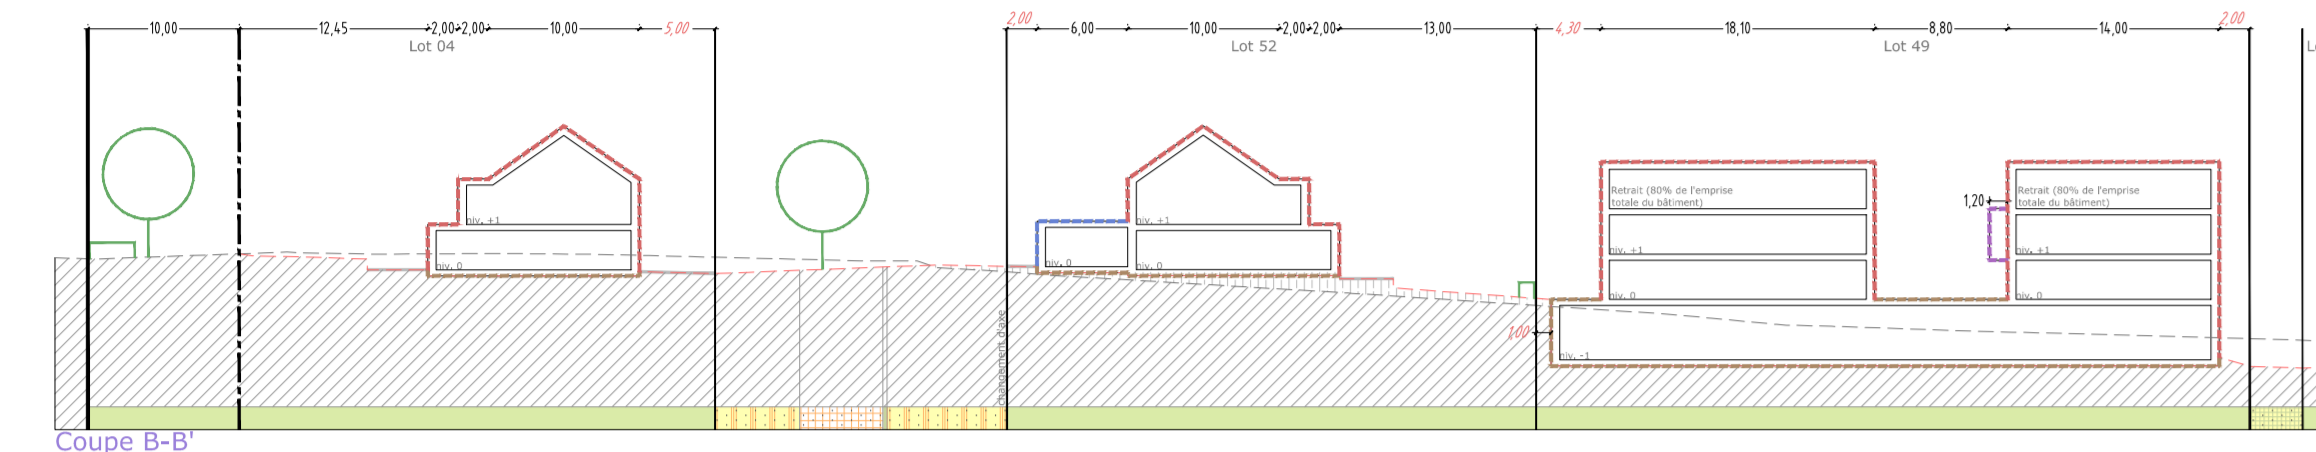 10,00
12,45
2,00
2,00
10,00
5,00
2,00
6,00
10,00
2,00
2,00
13,00
4,30
18,10
8,80
14,00
2,00
Lot 04
Lot 52
Lot 49
Retrait (80% de l'emprise
totale du bâtiment)
1,20
Retrait (80% de l'emprise
totale du bâtiment)
niv. +1
niv. +1
niv. +1
niv. +1
niv. 0
niv. 0
niv. 0
niv. 0
niv. 0
1,00
niv. -1
changement d'axe
Coupe B-B'